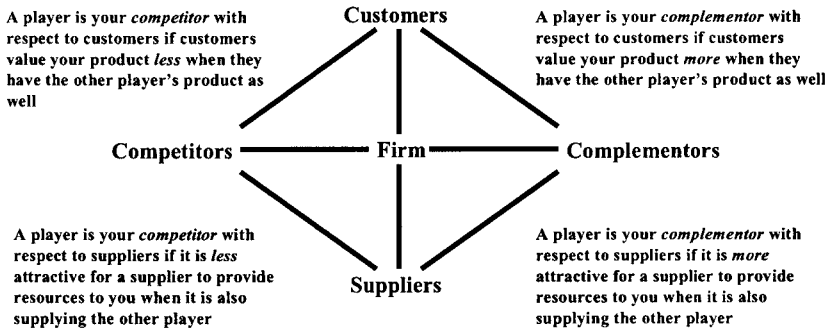 A player is your competitor with
respect to customers if customers
value your product less when they
have the other player's product as
well
Customers
A player is your complementor with
respect to customers if customers
value your product more when they
have the other player's product as well
Competitors
Firm
Complementors
A player is your competitor with
respect to suppliers if it is less
attractive for a supplier to provide
resources to you when it is also
supplying the other player
Suppliers
A player is your complementor with
respect to suppliers if it is more
attractive for a supplier to provide
resources to you when it is also
supplying the other player